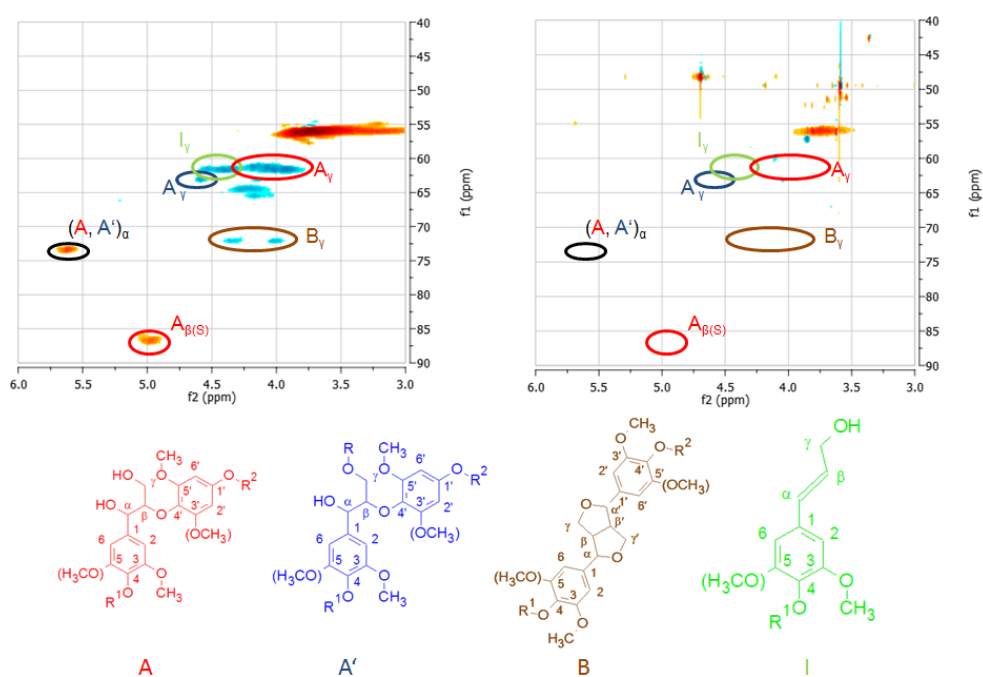 40
45
50
55
60
65
70
75
80
85
90
f1 (ppm)
6.0 5.5 5.0 4.5 4.0 3.5 3.0
f2 (ppm)
Iγ
Aγ
Aγ
(A, A‘)α
Bγ
Aβ(S)
40
45
50
55
60
65
70
75
80
85
90
f1 (ppm)
6.0 5.5 5.0 4.5 4.0 3.5 3.0
f2 (ppm)
Iγ
Aγ
Aγ
(A, A‘)α
Bγ
Aβ(S)
H₃C
O
6'
O
R²
HO
γ
5'
1'
HO
α
β
O
4'
3'
2'
1
O
6
2
(CH₃)
5
3
(H₃CO)
4
O
O
R¹
CH₃
A
R
H₃C
O
O
6'
O
R²
γ
5'
1'
HO
α
β
O
4'
3'
2'
1
O
6
2
(CH₃)
5
3
(H₃CO)
4
O
O
R¹
CH₃
A‘
CH₃
O
R²
3'
O
2'
4'
5'
(OCH₃)
1'
6'
O
α'
γ
β'
β
γ'
α
O
6
1
(H₃CO)
5
2
R¹
O
4
3
O
H₃C
B
OH
γ
β
α
6
1
2
5
3
(H₃CO)
4
O
O
R¹
CH₃
I